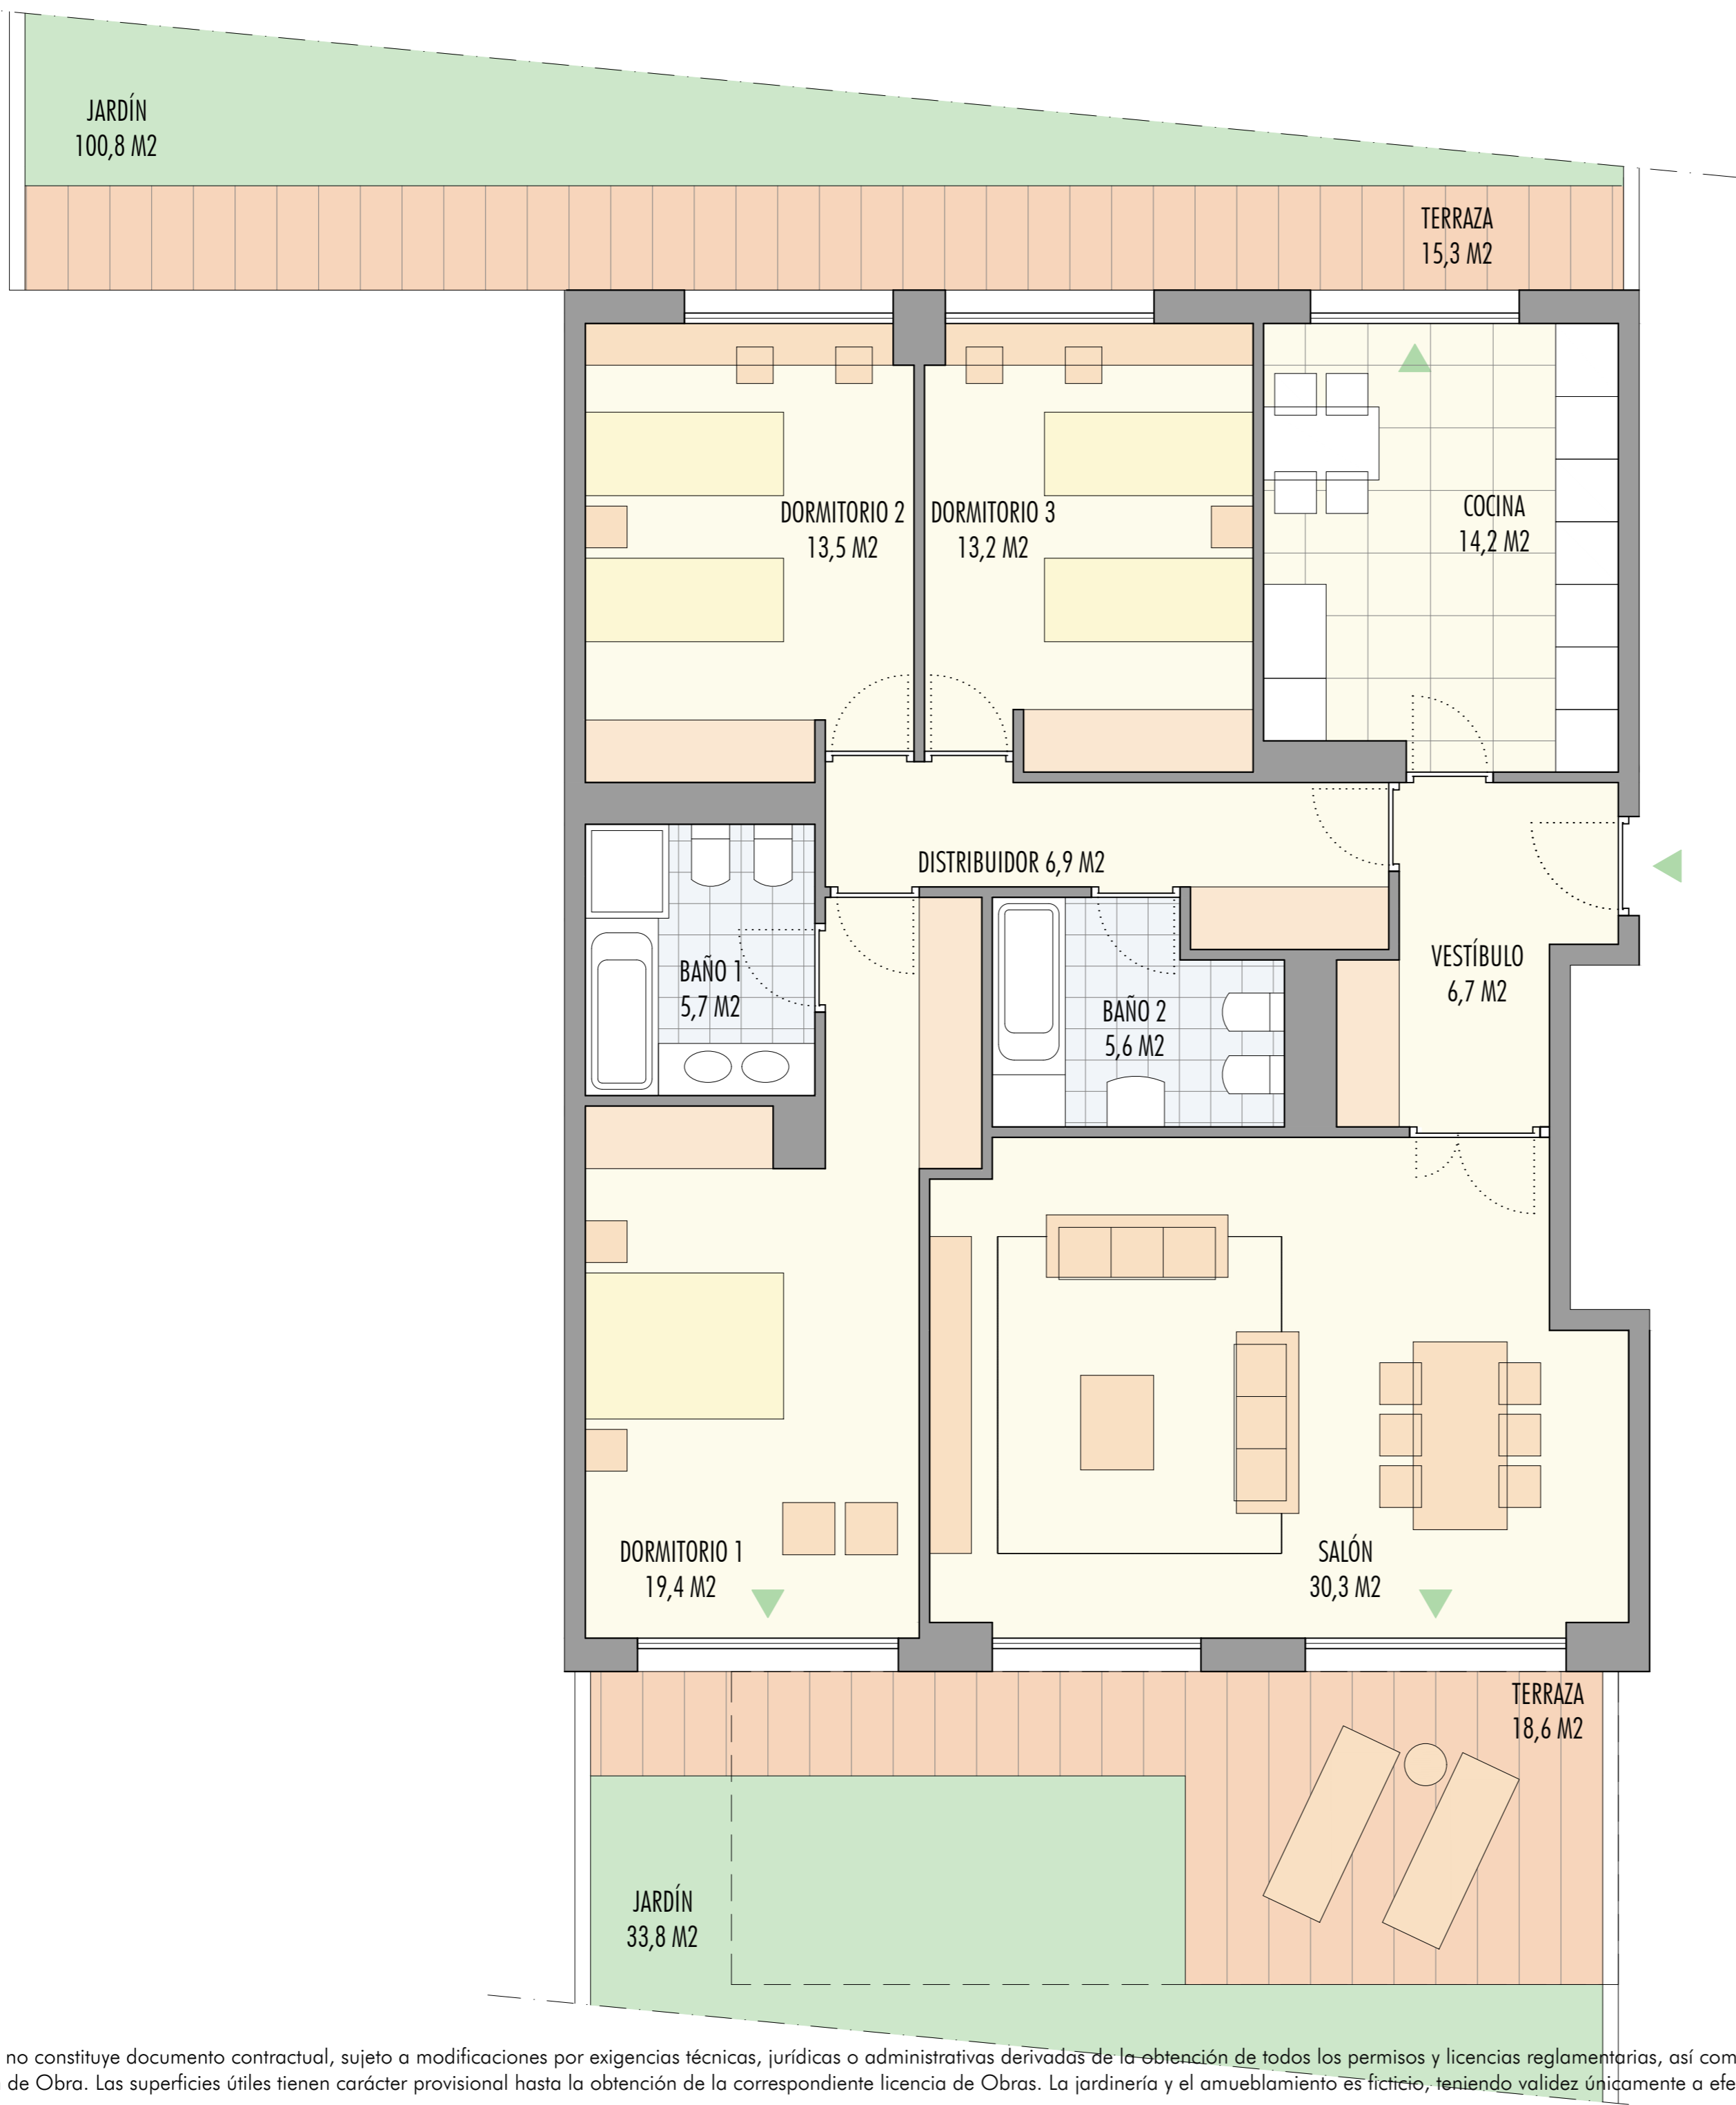 JARDÍN
100,8 M2
TERRAZA
15,3 M2
DORMITORIO 2
13,5 M2
DORMITORIO 3
13,2 M2
COCINA
14,2 M2
DISTRIBUIDOR 6,9 M2
BAÑO 1
5,7 M2
BAÑO 2
5,6 M2
VESTÍBULO
6,7 M2
DORMITORIO 1
19,4 M2
SALÓN
30,3 M2
TERRAZA
18,6 M2
JARDÍN
33,8 M2
no constituye documento contractual, sujeto a modificaciones por exigencias técnicas, jurídicas o administrativas derivadas de la obtención de todos los permisos y licencias reglamentarias, así com
de Obra. Las superficies útiles tienen carácter provisional hasta la obtención de la correspondiente licencia de Obras. La jardinería y el amueblamiento es ficticio, teniendo validez únicamente a efe